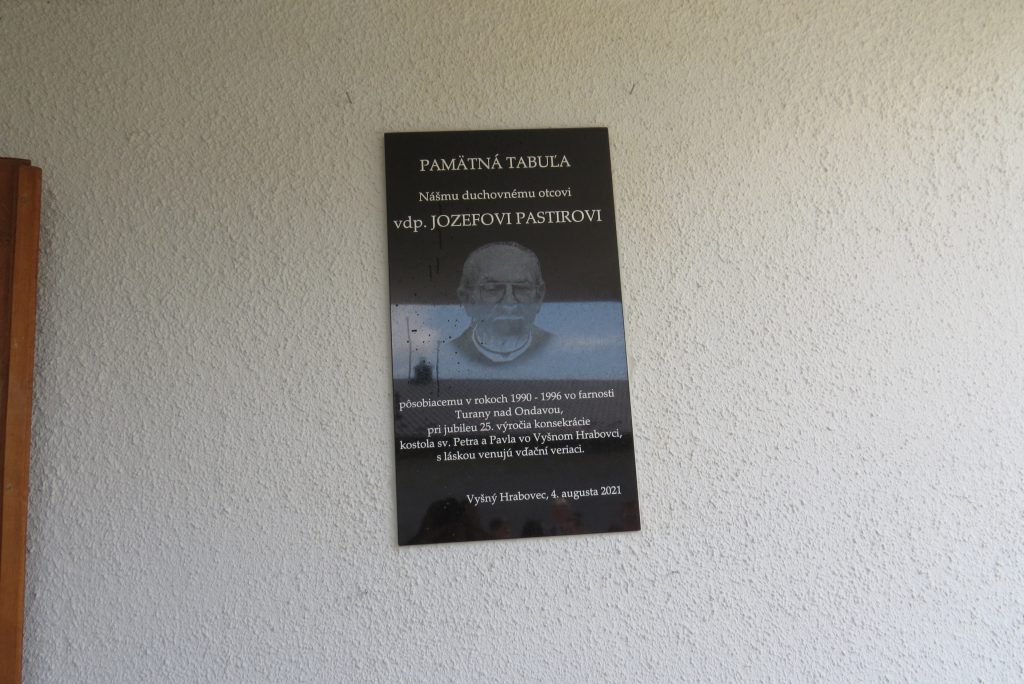 PAMÄTNÁ TABUĽA
Nášmu duchovnému otcovi
vdp. JOZEFOVI PASTIROVI
pôsobiacemu v rokoch 1990 - 1996 vo farnosti
Turany nad Ondavou,
pri jubileu 25. výročia konsekrácie
kostola sv. Petra a Pavla vo Vyšnom Hrabovci,
s láskou venujú vďační veriaci.
Vyšný Hrabovec, 4. augusta 2021